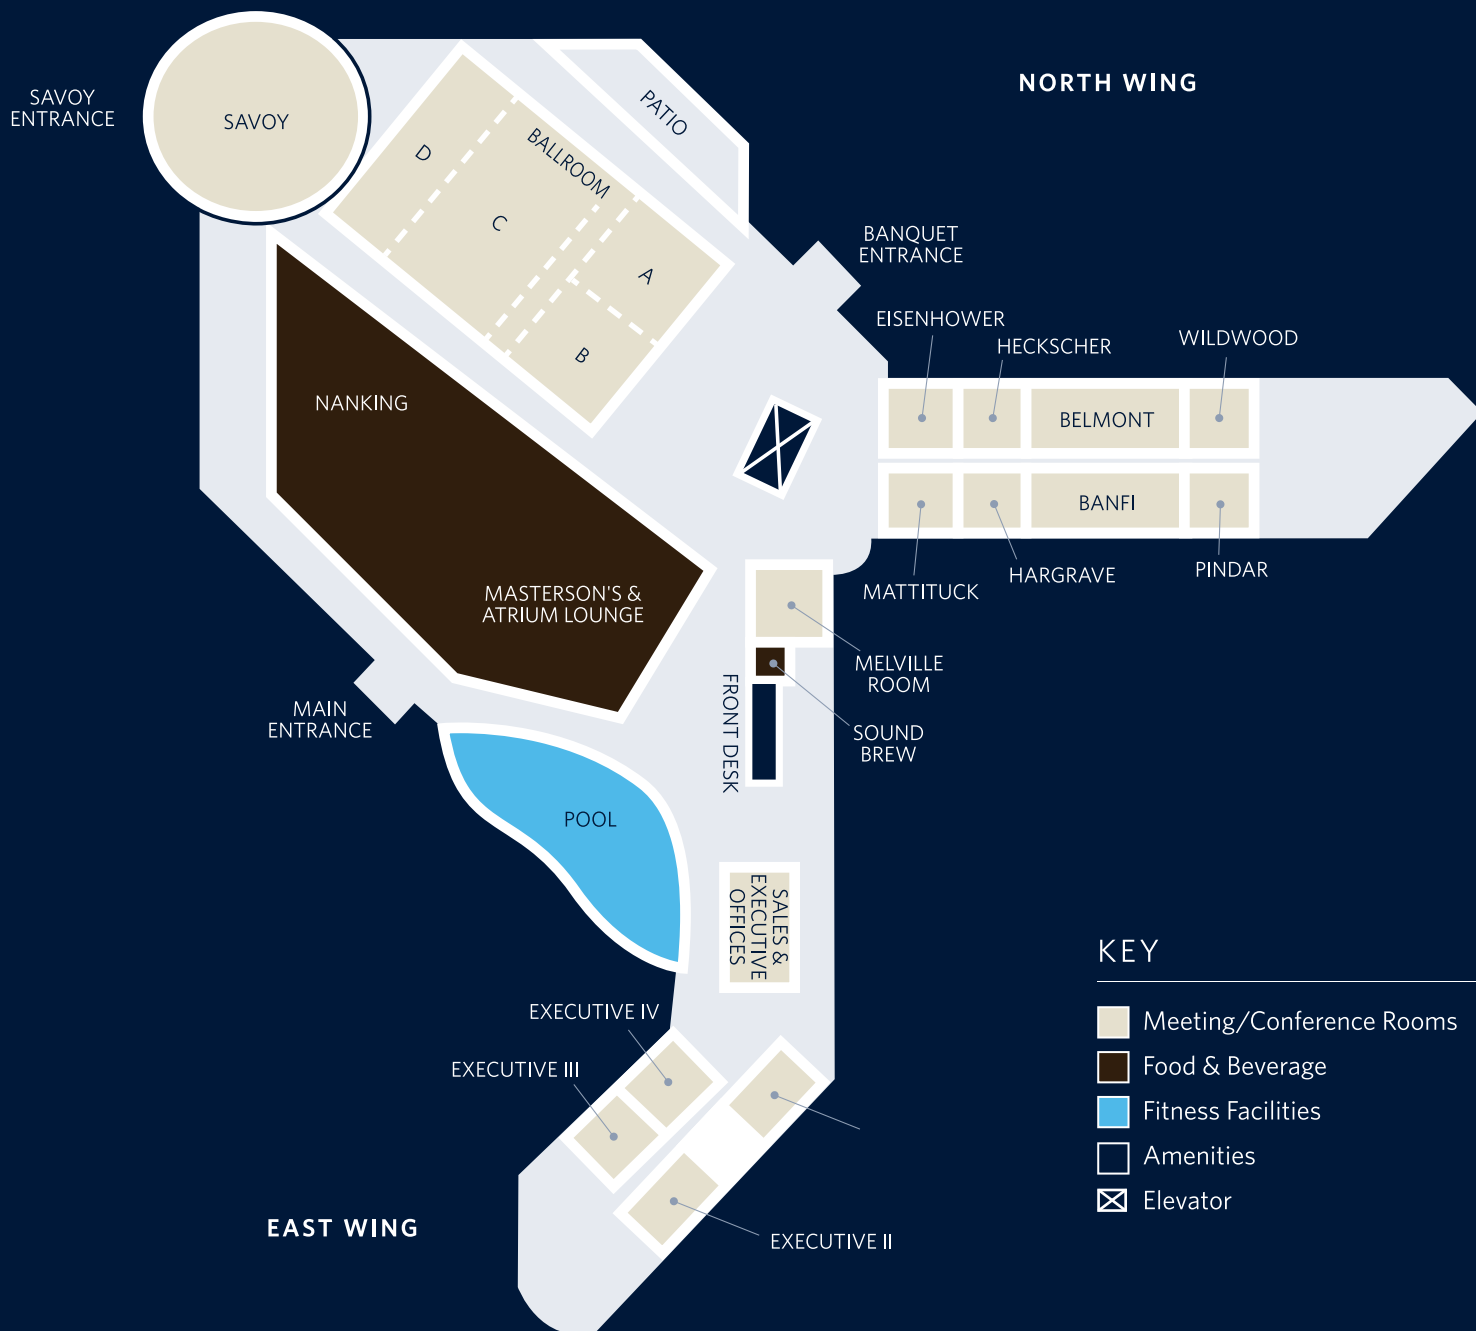 NORTH WING
SAVOY
ENTRANCE
SAVOY
PATIO
BALLROOM
D
C
A
B
BANQUET
ENTRANCE
EISENHOWER
HECKSCHER
WILDWOOD
BELMONT
BANFI
MATTITUCK
HARGRAVE
PINDAR
NANKING
MASTERSON'S &
ATRIUM LOUNGE
MELVILLE
ROOM
MAIN
ENTRANCE
FRONT DESK
SOUND
BREW
POOL
SALES &
EXECUTIVE
OFFICES
EXECUTIVE IV
EXECUTIVE III
EAST WING
EXECUTIVE II
KEY
Meeting/Conference Rooms
Food & Beverage
Fitness Facilities
Amenities
Elevator